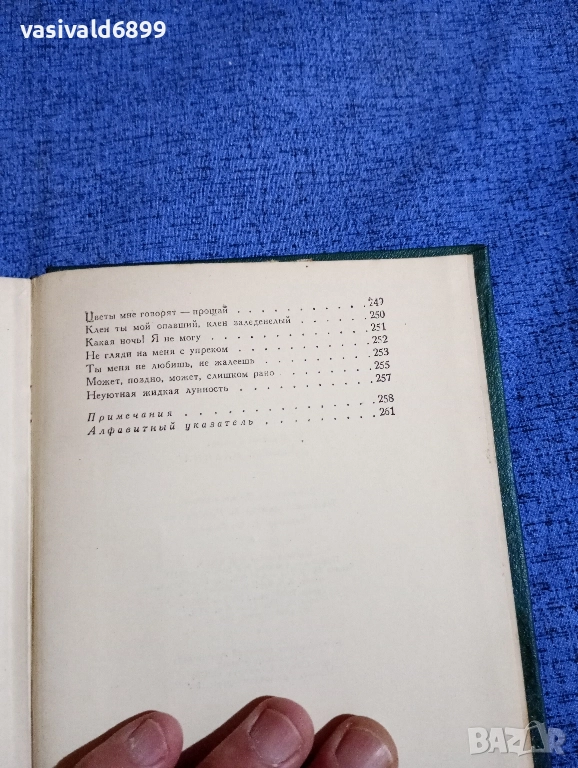 vasivald6899
Цветы мне говорят — прощай . . . . . . . . . . . 249
Клен ты мой опавший, клен заледенелый . . . . . . 250
Какая ночь! Я не могу . . . . . . . . . . . . . 251
Не гляди на меня с упреком . . . . . . . . . . . 252
Ты меня не любишь, не жалеешь . . . . . . . . . 253
Может, поздно, может, слишком рано . . . . . . . 255
Неуютная жидкая лунность . . . . . . . . . . . 257
Примечания . . . . . . . . . . . . . . 258
Алфавитный указатель . . . . . . . . . . 261
BAZAR